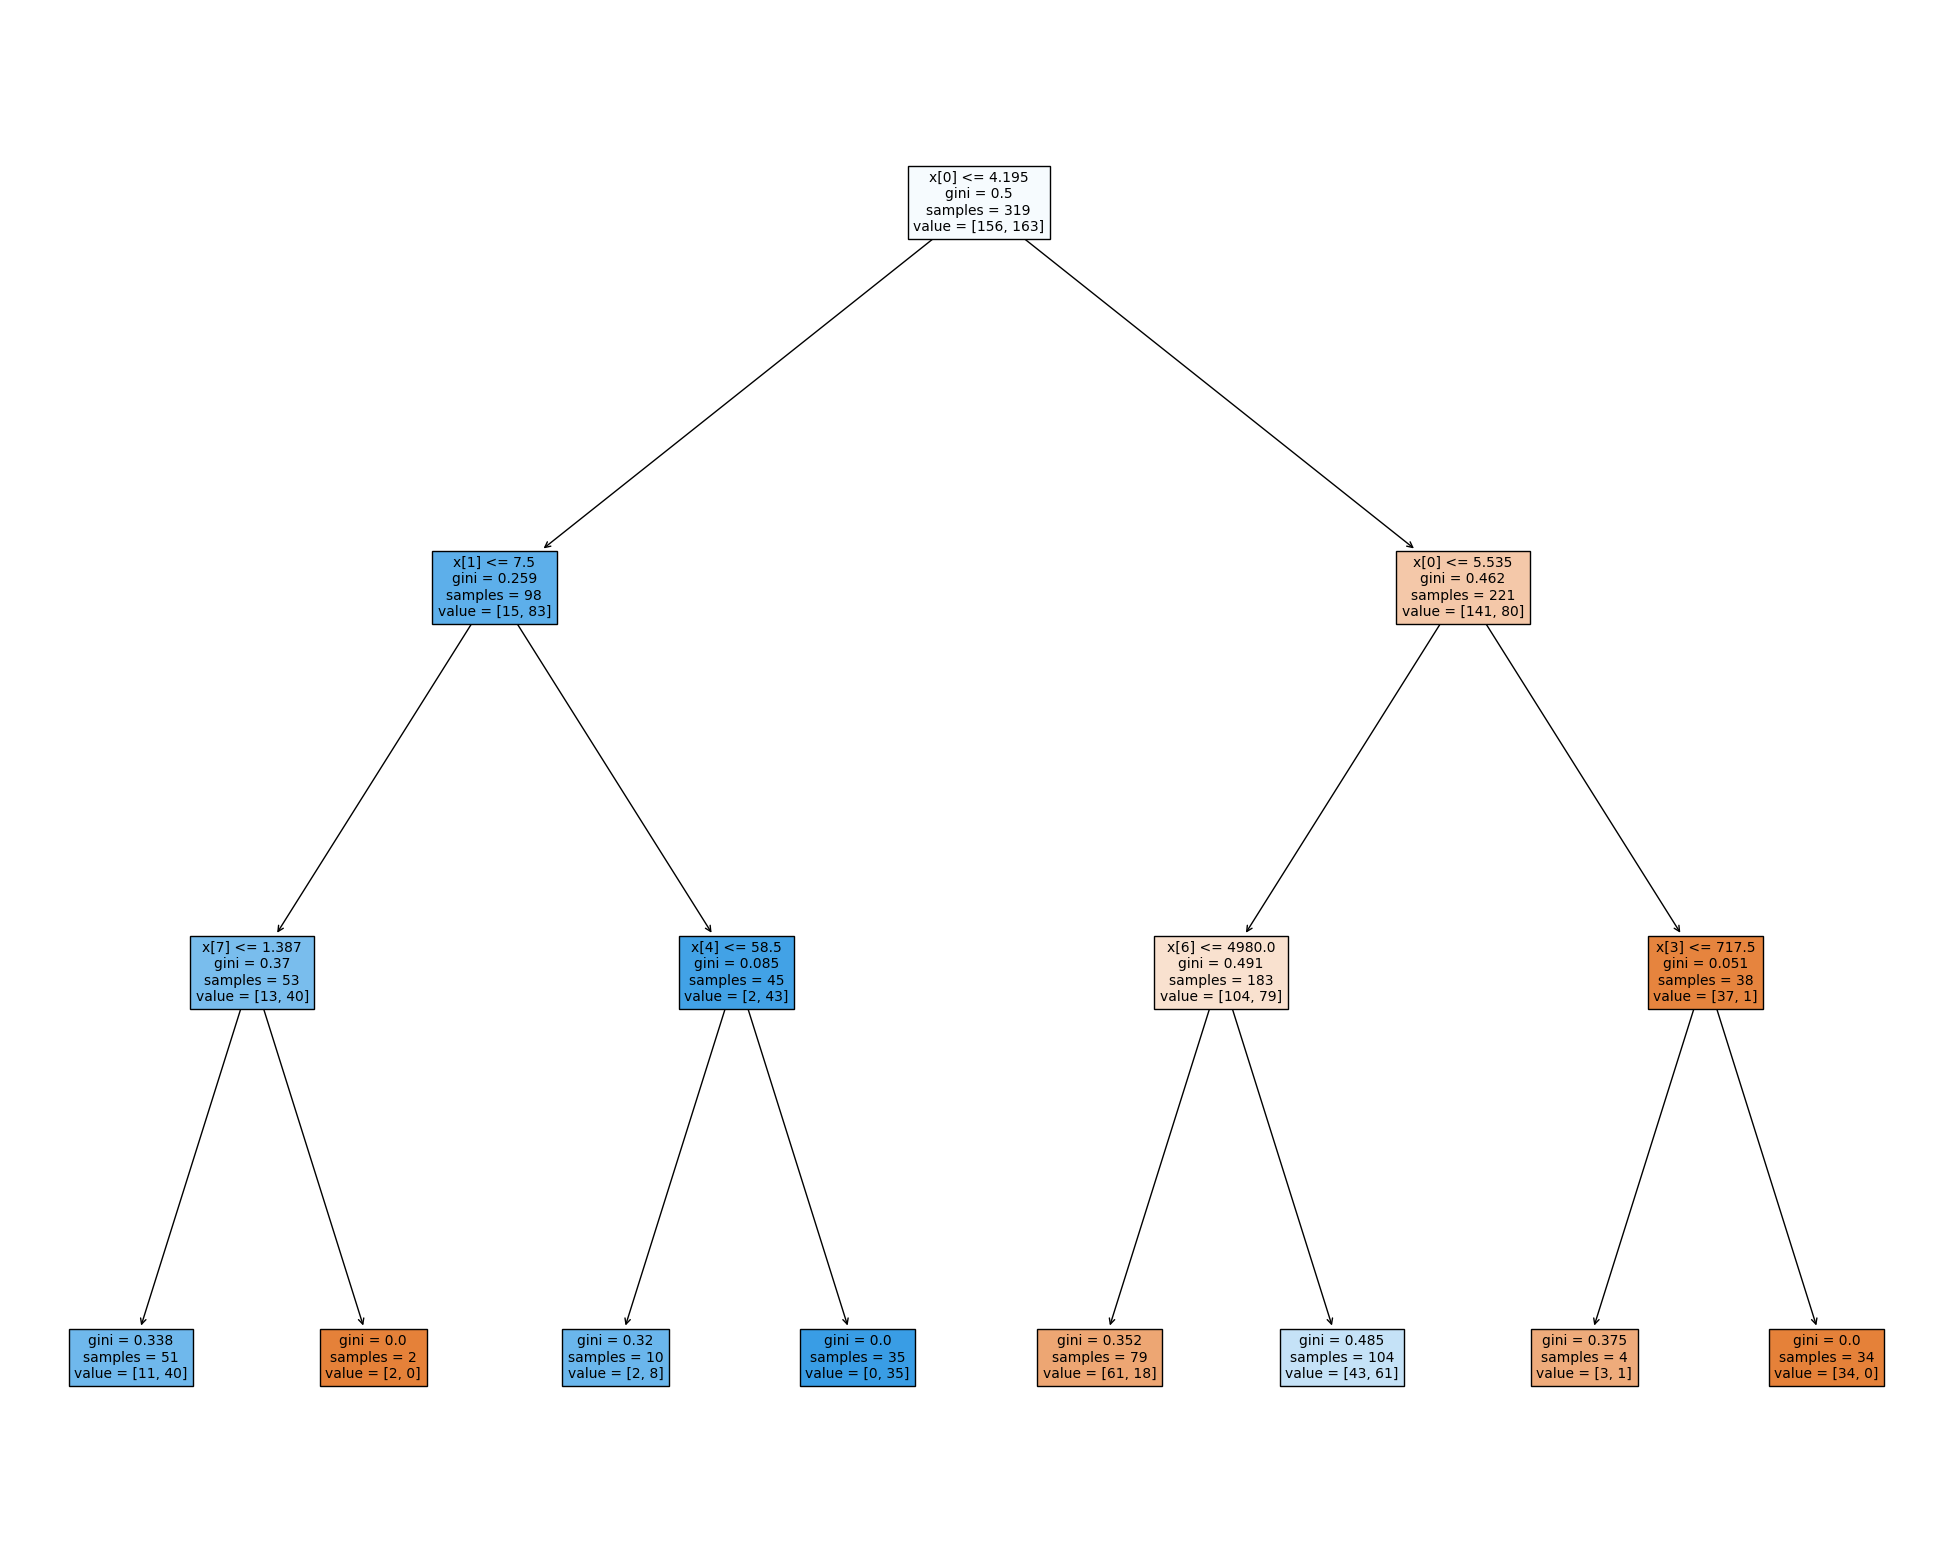 x[0] <= 4.195
gini = 0.5
samples = 319
value = [156, 163]
x[1] <= 7.5
gini = 0.259
samples = 98
value = [15, 83]
x[0] <= 5.535
gini = 0.462
samples = 221
value = [141, 80]
x[7] <= 1.387
gini = 0.37
samples = 53
value = [13, 40]
x[4] <= 58.5
gini = 0.085
samples = 45
value = [2, 43]
x[6] <= 4980.0
gini = 0.491
samples = 183
value = [104, 79]
x[3] <= 717.5
gini = 0.051
samples = 38
value = [37, 1]
gini = 0.338
samples = 51
value = [11, 40]
gini = 0.0
samples = 2
value = [2, 0]
gini = 0.32
samples = 10
value = [2, 8]
gini = 0.0
samples = 35
value = [0, 35]
gini = 0.352
samples = 79
value = [61, 18]
gini = 0.485
samples = 104
value = [43, 61]
gini = 0.375
samples = 4
value = [3, 1]
gini = 0.0
samples = 34
value = [34, 0]